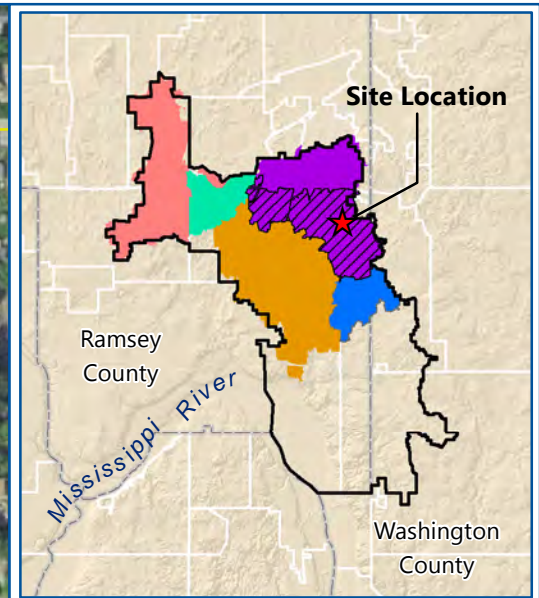 Site Location
Ramsey
County
Mississippi River
Washington
County